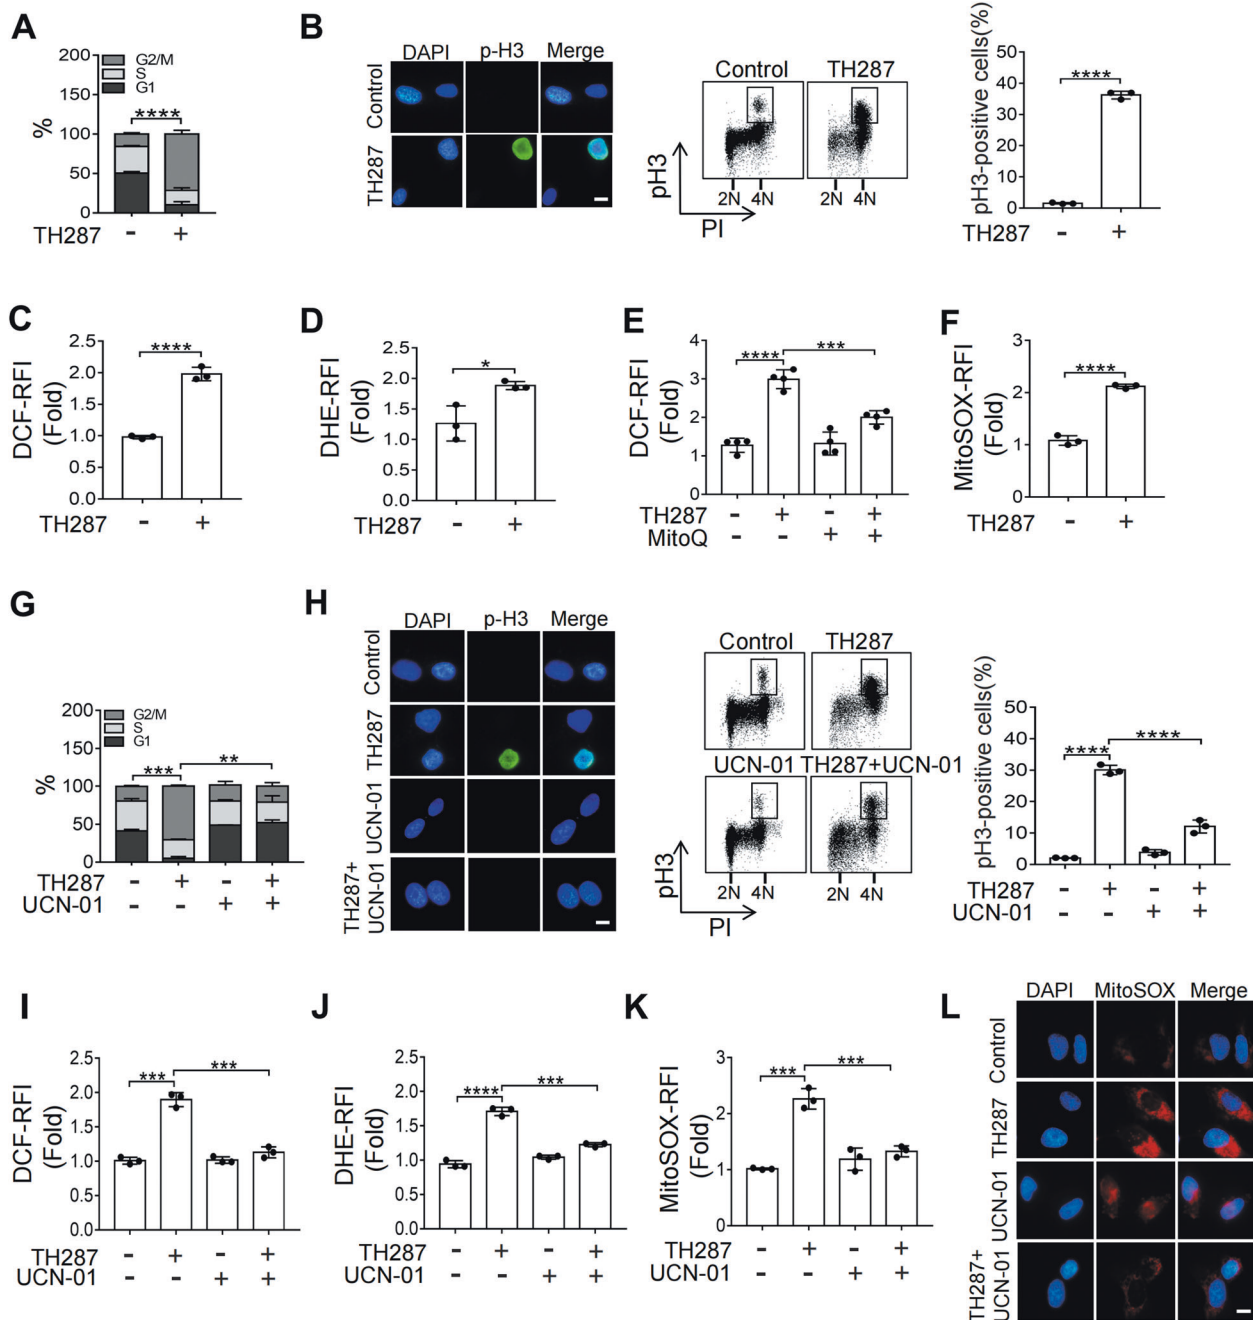 A
200
150
100
50
0
%
G2/M
S
G1
****
TH287
- +
B
DAPI p-H3 Merge
Control
TH287
Control TH287
pH3
2N 4N 2N 4N
PI
pH3-positive cells(%)
50
40
30
20
10
0
****
TH287
- +
C
DCF-RFI
(Fold)
2.5
2.0
1.5
1.0
0.5
0.0
****
TH287 - +
D
DHE-RFI
(Fold)
2.5
2.0
1.5
1.0
0.5
0.0
*
TH287 - +
E
DCF-RFI
(Fold)
4
3
2
1
0
**** ***
TH287 - + - +
MitoQ - - + +
F
MitoSOX-RFI
(Fold)
3
2
1
0
****
TH287 - +
G
%
200
150
100
50
0
G2/M
S
G1
*** **
TH287 - + - +
UCN-01 - - + +
H
DAPI p-H3 Merge
Control
TH287
UCN-01
TH287+
UCN-01
Control TH287
UCN-01 TH287+UCN-01
pH3
2N 4N 2N 4N
PI
pH3-positive cells(%)
50
40
30
20
10
0
**** ****
TH287 - + - +
UCN-01 - - + +
I
DCF-RFI
(Fold)
2.5
2.0
1.5
1.0
0.5
0.0
*** ***
TH287 - + - +
UCN-01 - - + +
J
DHE-RFI
(Fold)
2.5
2.0
1.5
1.0
0.5
0.0
**** ***
TH287 - + - +
UCN-01 - - + +
K
MitoSOX-RFI
(Fold)
3
2
1
0
*** ***
TH287 - + - +
UCN-01 - - + +
L
DAPI MitoSOX Merge
Control
TH287
UCN-01
TH287+
UCN-01